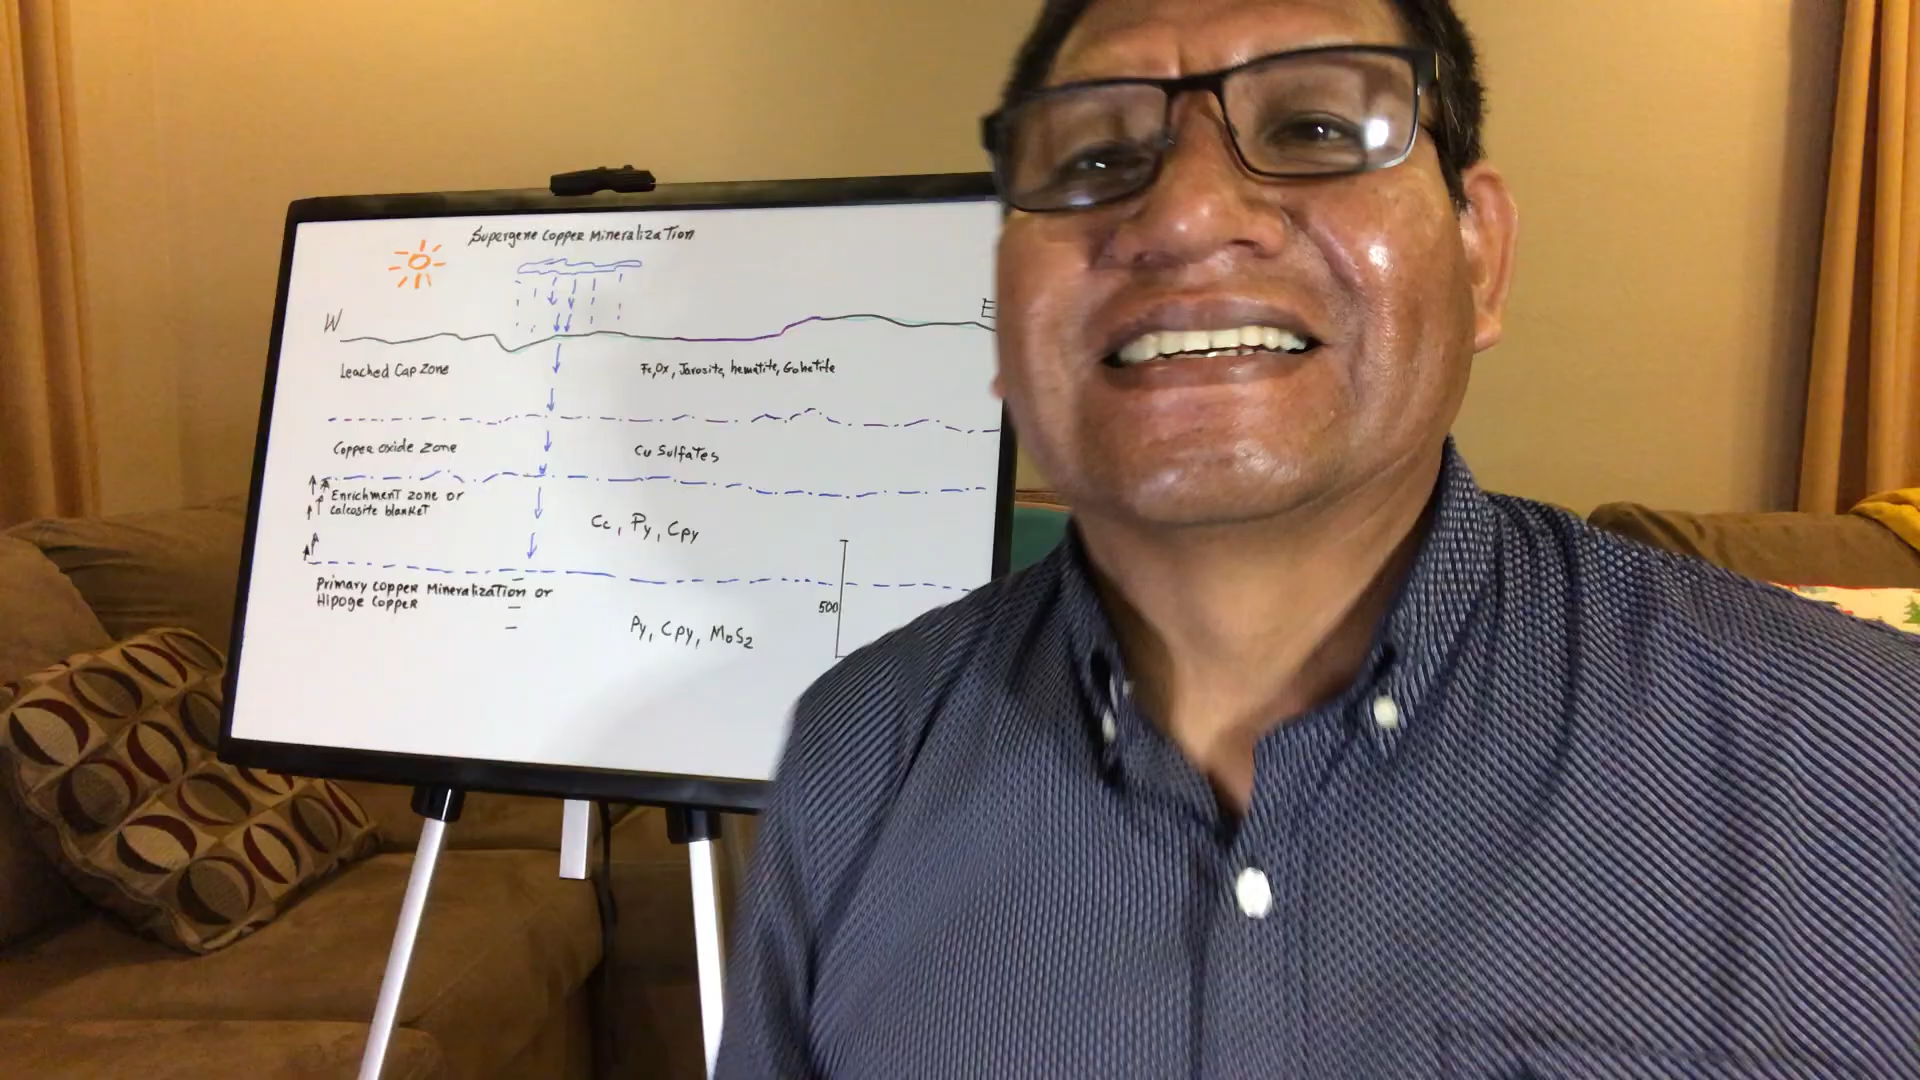 Supergene Copper Mineralization
W
E
Leached Cap Zone
Fe,Ox, Jarosite, hematite, Gohetite
Copper oxide zone
Cu Sulfates
Enrichment zone or
Calcosite blanket
Cc, Py, Cpy
Primary copper Mineralization or
Hipoge Copper
500
Py, Cpy, MoS2